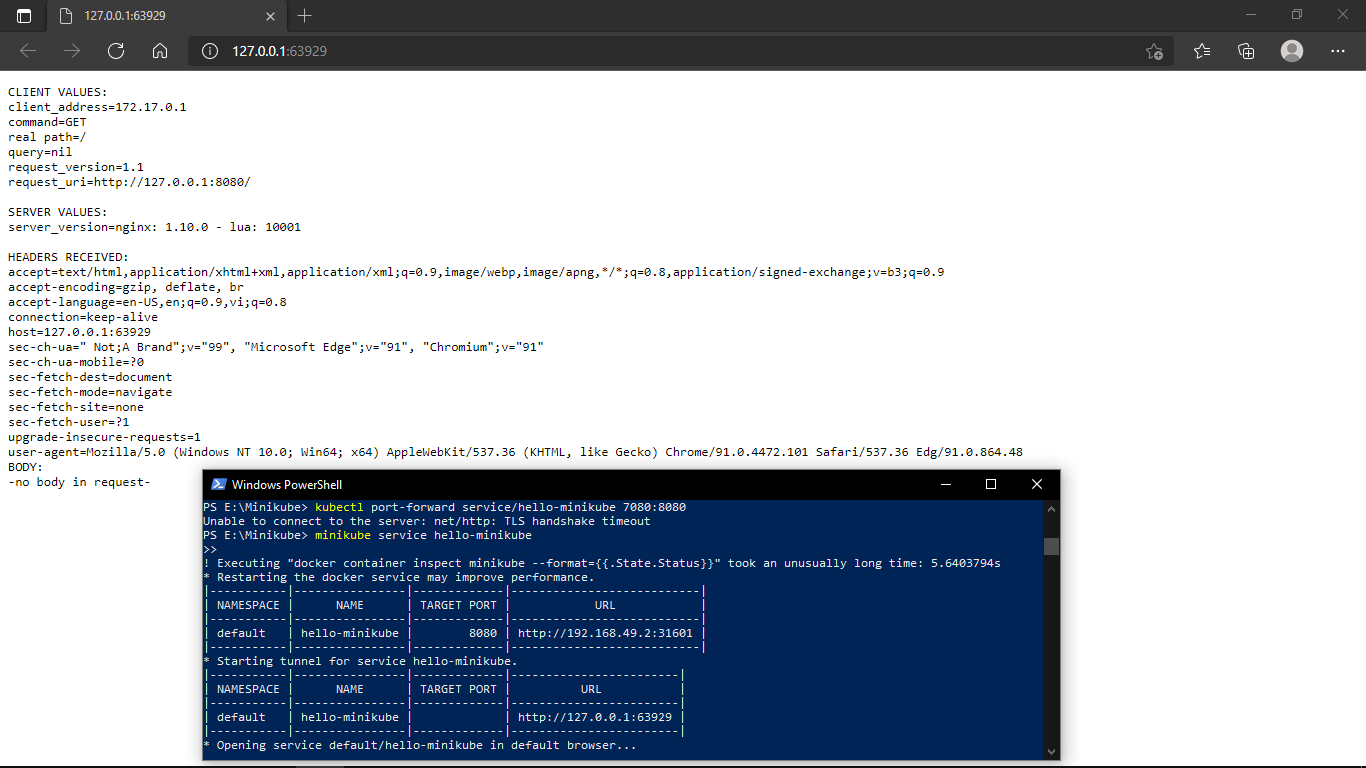 127.0.0.1:63929
127.0.0.1:63929
CLIENT VALUES:
client_address=172.17.0.1
command=GET
real path=/
query=nil
request_version=1.1
request_uri=http://127.0.0.1:8080/
SERVER VALUES:
server_version=nginx: 1.10.0 - lua: 10001
HEADERS RECEIVED:
accept=text/html,application/xhtml+xml,application/xml;q=0.9,image/webp,image/apng,*/*;q=0.8,application/signed-exchange;v=b3;q=0.9
accept-encoding=gzip, deflate, br
accept-language=en-US,en;q=0.9,vi;q=0.8
connection=keep-alive
host=127.0.0.1:63929
sec-ch-ua=" Not;A Brand";v="99", "Microsoft Edge";v="91", "Chromium";v="91"
sec-ch-ua-mobile=?0
sec-fetch-dest=document
sec-fetch-mode=navigate
sec-fetch-site=none
sec-fetch-user=?1
upgrade-insecure-requests=1
user-agent=Mozilla/5.0 (Windows NT 10.0; Win64; x64) AppleWebKit/537.36 (KHTML, like Gecko) Chrome/91.0.4472.101 Safari/537.36 Edg/91.0.864.48
BODY:
-no body in request-
Windows PowerShell
PS E:\Minikube> kubectl port-forward service/hello-minikube 7080:8080
Unable to connect to the server: net/http: TLS handshake timeout
PS E:\Minikube> minikube service hello-minikube
>>
! Executing "docker container inspect minikube --format={{.State.Status}}" took an unusually long time: 5.6403794s
* Restarting the docker service may improve performance.
|-----------|----------------|-------------|---------------------------|
| NAMESPACE | NAME | TARGET PORT | URL |
|-----------|----------------|-------------|---------------------------|
| default | hello-minikube | 8080 | http://192.168.49.2:31601 |
|-----------|----------------|-------------|---------------------------|
* Starting tunnel for service hello-minikube.
|-----------|----------------|-------------|------------------------|
| NAMESPACE | NAME | TARGET PORT | URL |
|-----------|----------------|-------------|------------------------|
| default | hello-minikube | | http://127.0.0.1:63929 |
|-----------|----------------|-------------|------------------------|
* Opening service default/hello-minikube in default browser...